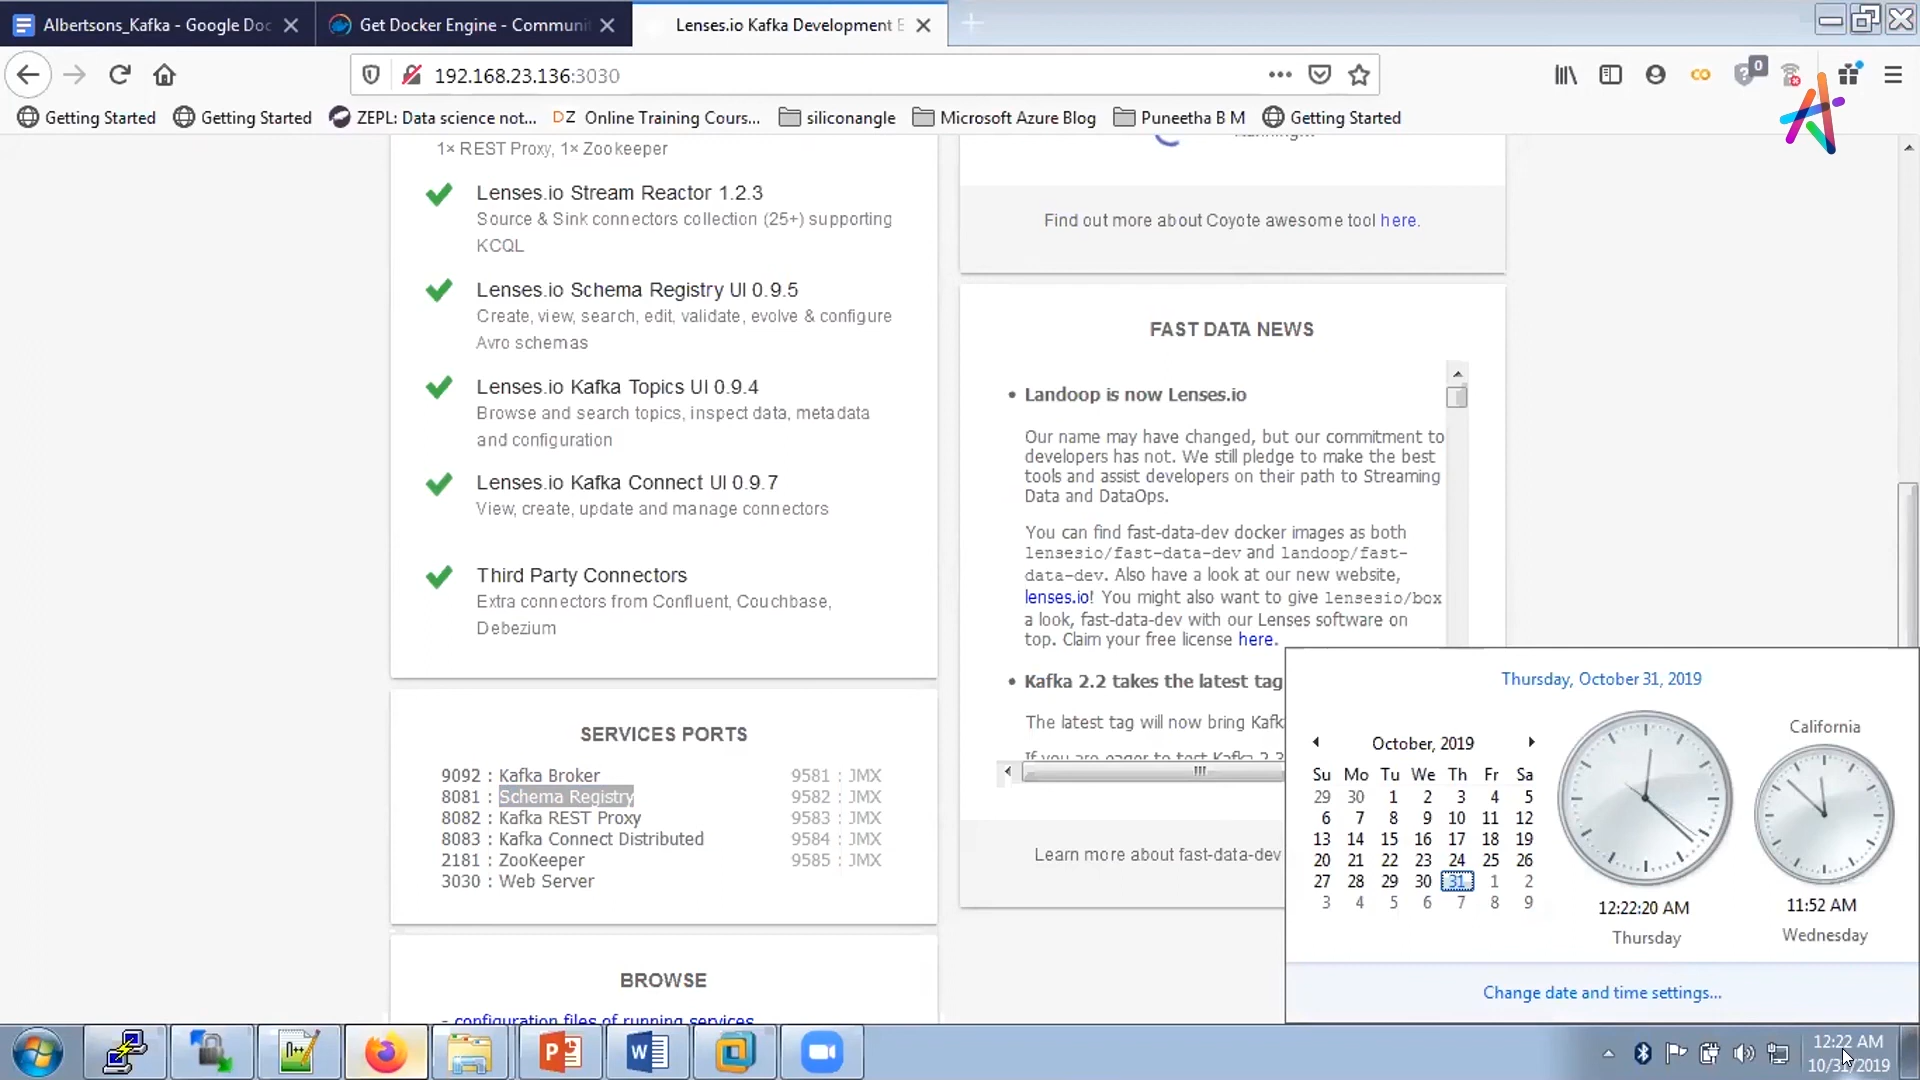 Albertsons_Kafka - Google Doc
Get Docker Engine - Communi
Lenses.io Kafka Development E
192.168.23.136:3030
0
Getting Started
Getting Started
ZEPL: Data science not...
DZ Online Training Cours...
siliconangle
Microsoft Azure Blog
Puneetha B M
Getting Started
1× REST Proxy, 1× Zookeeper
Lenses.io Stream Reactor 1.2.3
Source & Sink connectors collection (25+) supporting
KCQL
Lenses.io Schema Registry UI 0.9.5
Create, view, search, edit, validate, evolve & configure
Avro schemas
Lenses.io Kafka Topics UI 0.9.4
Browse and search topics, inspect data, metadata
and configuration
Lenses.io Kafka Connect UI 0.9.7
View, create, update and manage connectors
Third Party Connectors
Extra connectors from Confluent, Couchbase,
Debezium
SERVICES PORTS
9092 : Kafka Broker 9581 : JMX
8081 : Schema Registry 9582 : JMX
8082 : Kafka REST Proxy 9583 : JMX
8083 : Kafka Connect Distributed 9584 : JMX
2181 : ZooKeeper 9585 : JMX
3030 : Web Server
BROWSE
- configuration files of running services
Find out more about Coyote awesome tool here.
FAST DATA NEWS
• Landoop is now Lenses.io
Our name may have changed, but our commitment to
developers has not. We still pledge to make the best
tools and assist developers on their path to Streaming
Data and DataOps.
You can find fast-data-dev docker images as both
lensesio/fast-data-dev and landoop/fast-
data-dev. Also have a look at our new website,
lenses.io! You might also want to give lensesio/box
a look, fast-data-dev with our Lenses software on
top. Claim your free license here.
• Kafka 2.2 takes the latest tag
The latest tag will now bring Kafk
Learn more about fast-data-dev
Thursday, October 31, 2019
October, 2019
Su Mo Tu We Th Fr Sa
29 30 1 2 3 4 5
6 7 8 9 10 11 12
13 14 15 16 17 18 19
20 21 22 23 24 25 26
27 28 29 30 31 1 2
3 4 5 6 7 8 9
12:22:20 AM
Thursday
California
11:52 AM
Wednesday
Change date and time settings...
12:22 AM
10/31/2019